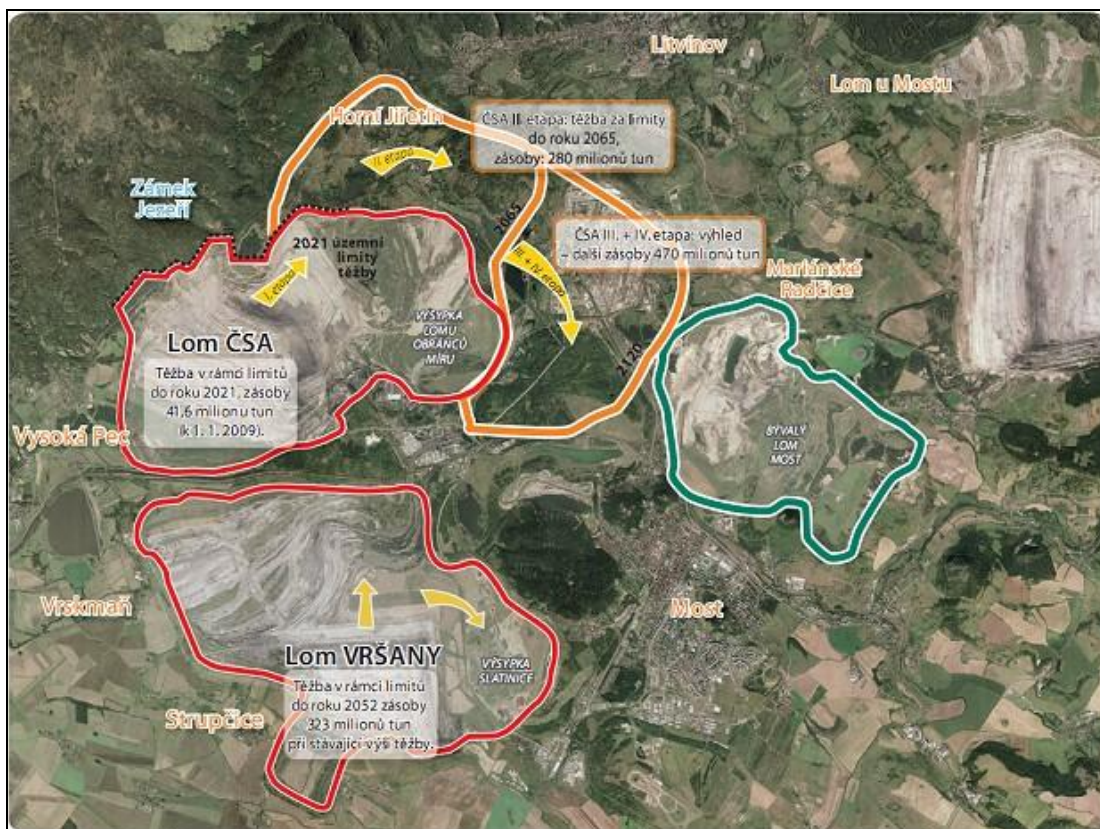 Litvínov
Lom u Mostu
Horní Jiřetín
ČSA II. etapa: těžba za limity
do roku 2065,
zásoby: 280 milionů tun
II. etapa
Zámek
Jezeří
2065
ČSA III. + IV. etapa: výhled
– další zásoby 470 milionů tun
2021 územní
limity
těžby
I. etapa
III. + IV. etapa
Mariánské
Radčice
VÝSYPKA
LOMU
OBRÁNCŮ
MÍRU
Lom ČSA
Těžba v rámci limitů
do roku 2021, zásoby
41,6 milionu tun
(k 1. 1. 2009).
2120
Vysoká Pec
BÝVALÝ
LOM
MOST
Vrskmaň
Most
Lom VRŠANY
Těžba v rámci limitů
do roku 2052 zásoby
323 milionů tun
při stávající výši těžby.
VÝSYPKA
SLATINICE
Strupčice